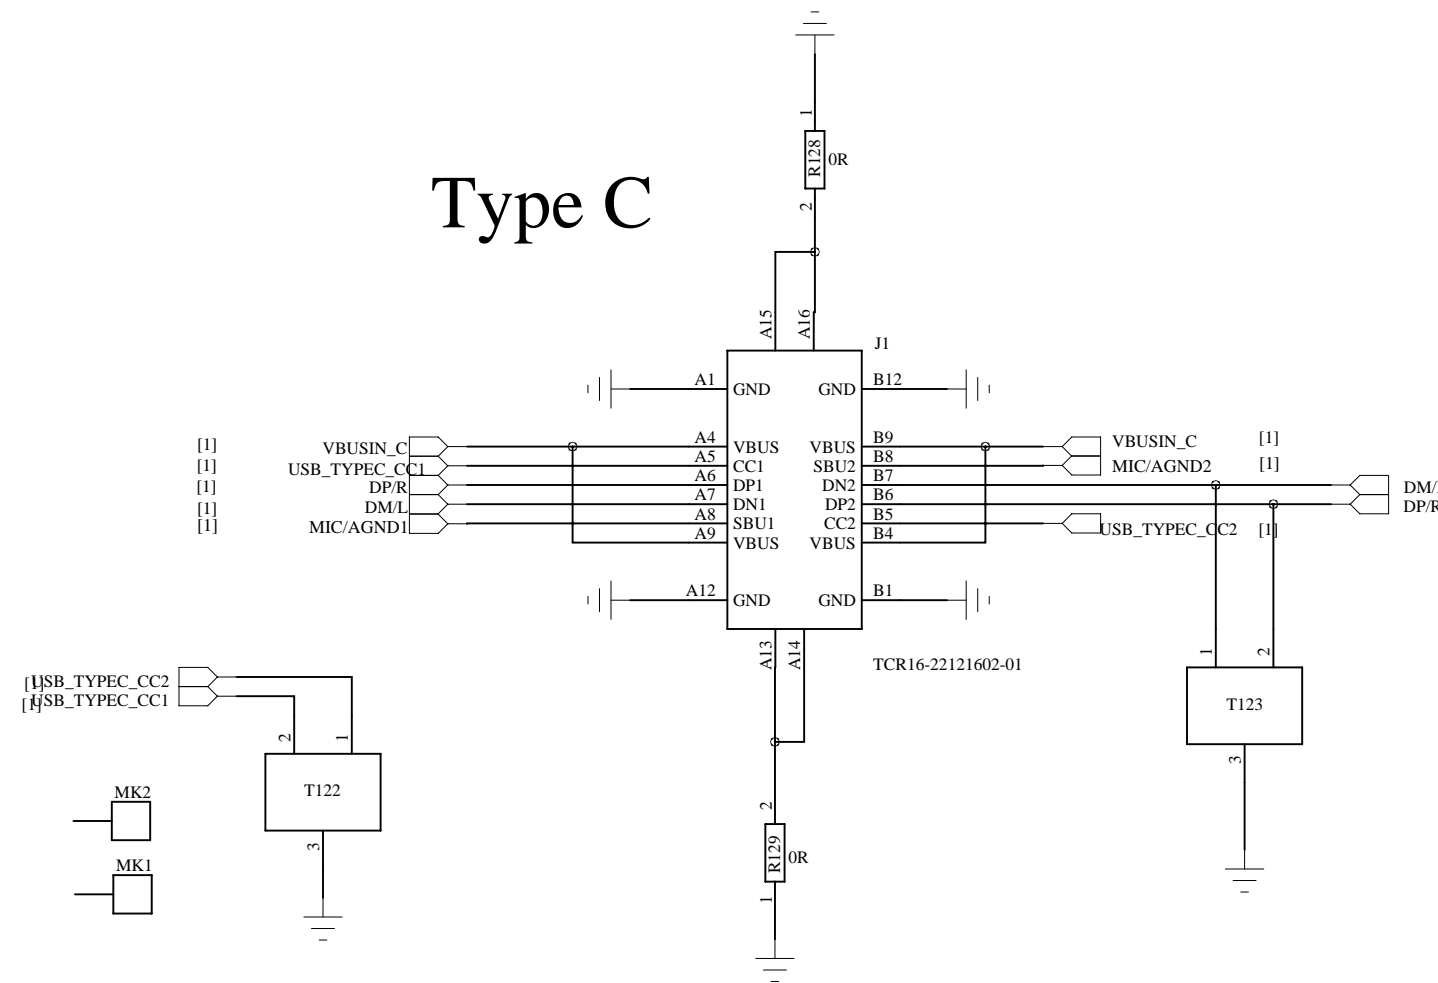 1
R128
0R
2
Type C
A15
A16
J1
A1
GND
GND
B12
[1]
VBUSIN_C
A4
VBUS
VBUS
B9
VBUSIN_C
[1]
[1]
USB_TYPEC_CC1
A5
CC1
SBU2
B8
MIC/AGND2
[1]
[1]
DP/R
A6
DP1
DN2
B7
DM/
[1]
DM/L
A7
DN1
DP2
B6
DP/R
[1]
MIC/AGND1
A8
SBU1
CC2
B5
USB_TYPEC_CC2
[1]
A9
VBUS
VBUS
B4
A12
GND
GND
B1
A13
A14
TCR16-22121602-01
1
2
T123
3
[1]
USB_TYPEC_CC2
[1]
USB_TYPEC_CC1
2
1
T122
3
MK2
MK1
2
R129
0R
1